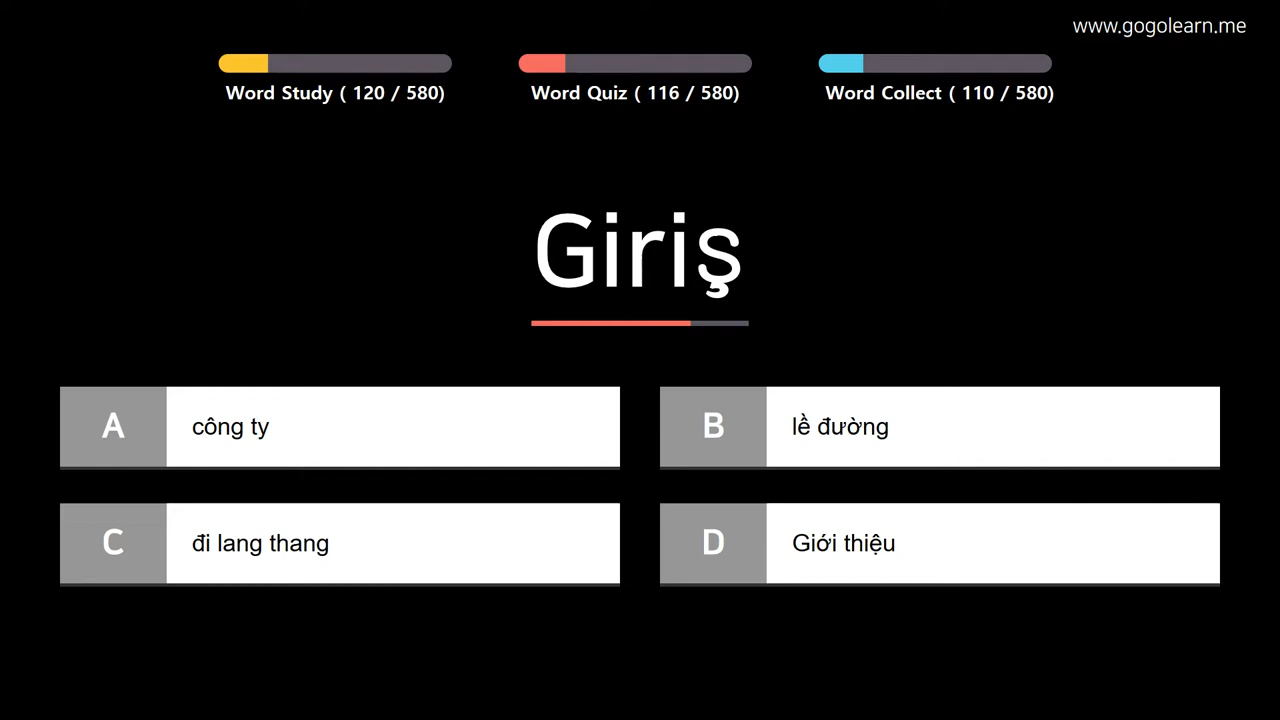 www.gogolearn.me
Word Study ( 120 / 580)
Word Quiz ( 116 / 580)
Word Collect ( 110 / 580)
Giriş
A
công ty
B
lề đường
C
đi lang thang
D
Giới thiệu